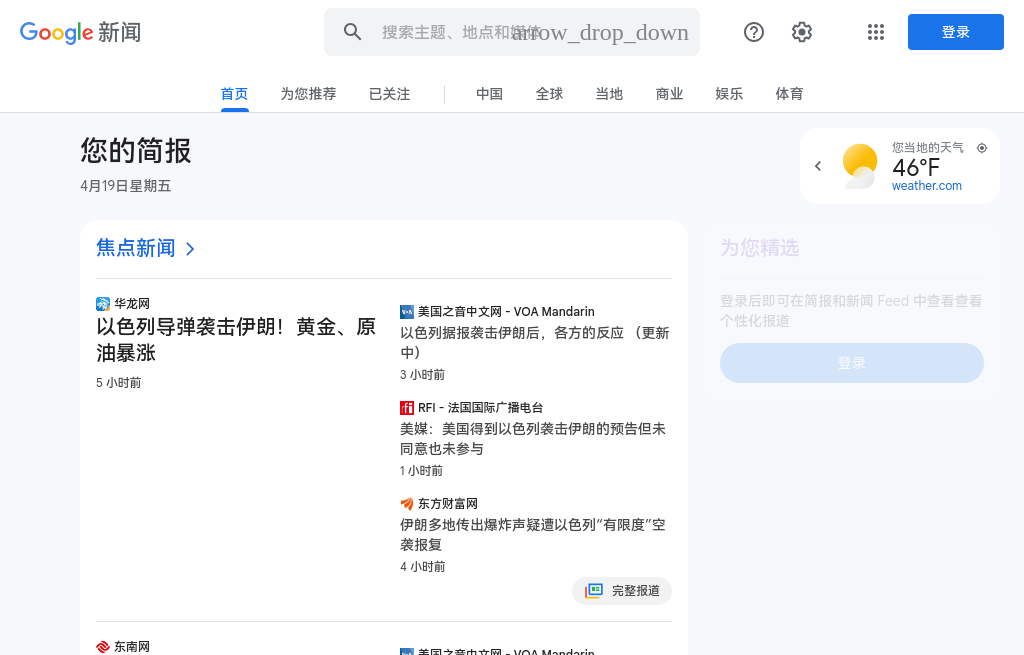 Google 新闻
搜索主题、地点和媒体
arrow_drop_down
登录
首页
为您推荐
已关注
中国
全球
当地
商业
娱乐
体育
您的简报
4月19日星期五
您当地的天气
46°F
weather.com
焦点新闻
华龙网
以色列导弹袭击伊朗！黄金、原
油暴涨
5 小时前
美国之音中文网 - VOA Mandarin
以色列据报袭击伊朗后，各方的反应 （更新
中）
3 小时前
RFI - 法国国际广播电台
美媒：美国得到以色列袭击伊朗的预告但未
同意也未参与
1 小时前
东方财富网
伊朗多地传出爆炸声疑遭以色列“有限度”空
袭报复
4 小时前
完整报道
为您精选
登录后即可在简报和新闻 Feed 中查看查看
个性化报道
登录
东南网
美国之音中文网 - VOA Mandarin